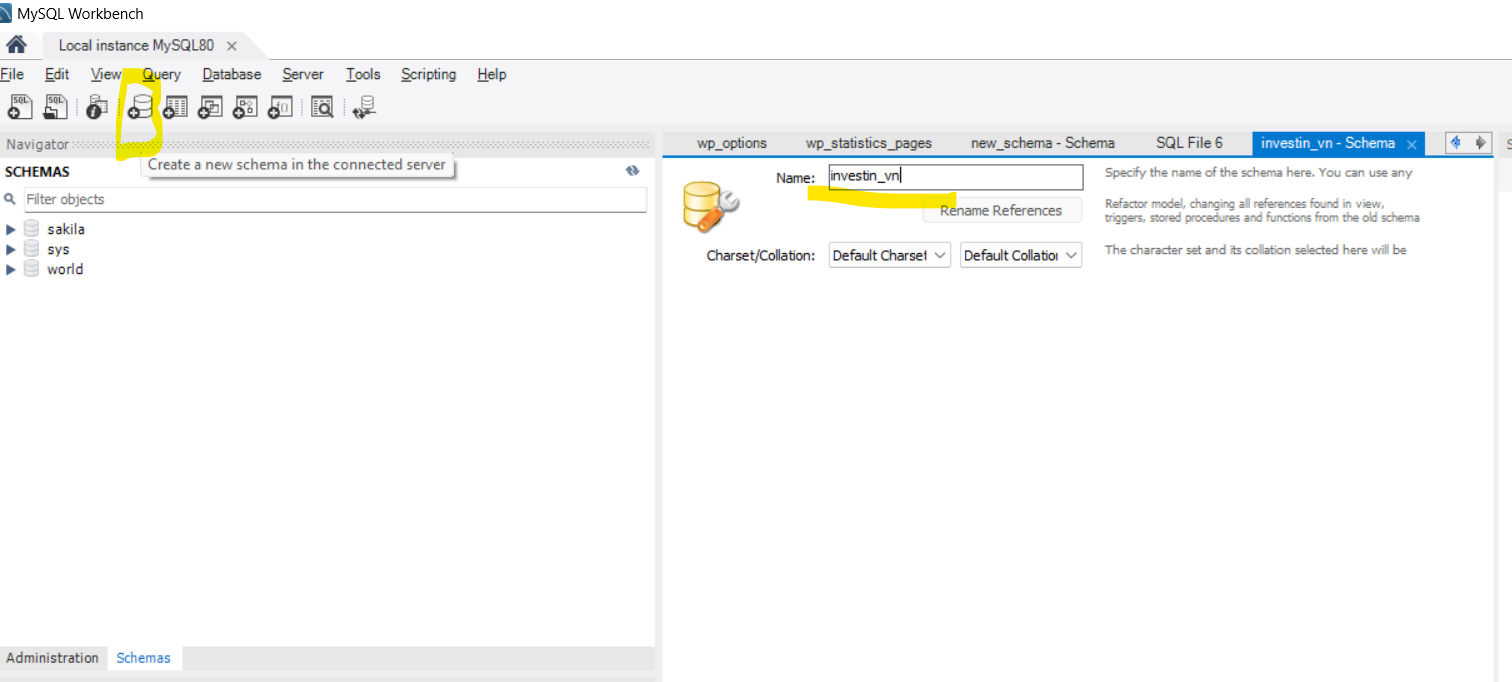 MySQL Workbench
Local instance MySQL80
File Edit View Query Database Server Tools Scripting Help
SQL SQL
Navigator
Create a new schema in the connected server
SCHEMAS
Filter objects
sakila
sys
world
Administration Schemas
wp_options wp_statistics_pages new_schema - Schema SQL File 6 investin_vn - Schema
Name: investin_vn Specify the name of the schema here. You can use any
Rename References Refactor model, changing all references found in view,
triggers, stored procedures and functions from the old schema
Charset/Collation: Default Charset Default Collation The character set and its collation selected here will be